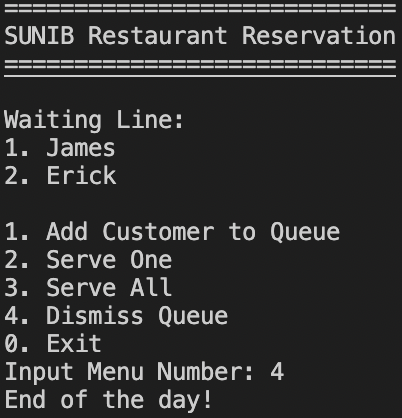 ============================
SUNIB Restaurant Reservation
============================
Waiting Line:
1. James
2. Erick
1. Add Customer to Queue
2. Serve One
3. Serve All
4. Dismiss Queue
0. Exit
Input Menu Number: 4
End of the day!